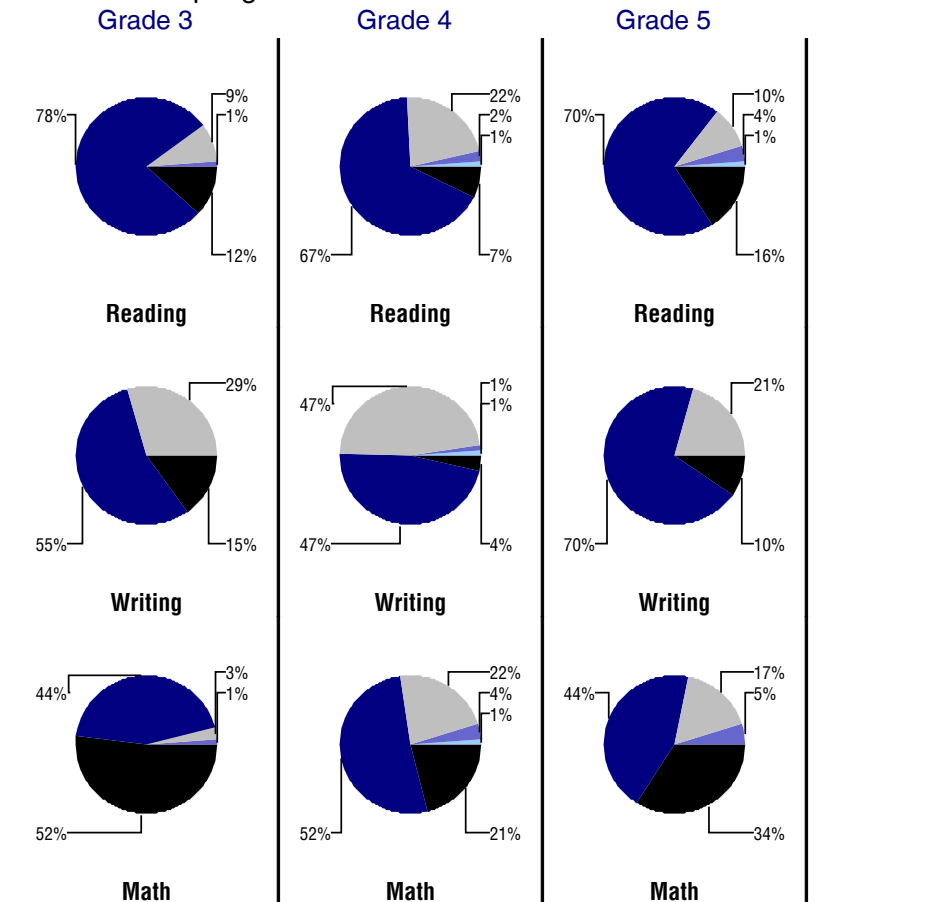 Grade 3 Grade 4 Grade 5
9% 22% 10%
78% 1% 2% 70% 4%
1% 1%
12% 67% 7% 16%
Reading Reading Reading
29% 1% 21%
47% 1%
55% 15% 47% 4% 70% 10%
Writing Writing Writing
3% 22% 17%
44% 1% 4% 44% 5%
1%
52% 52% 21% 34%
Math Math Math